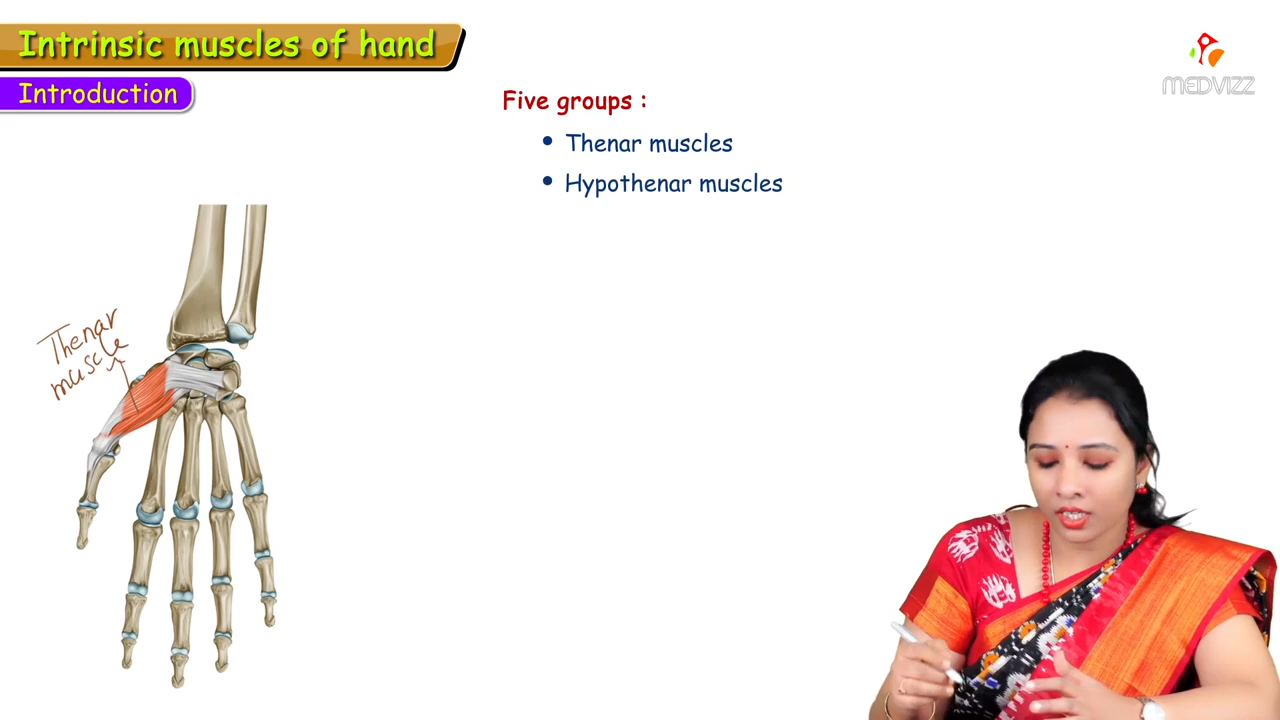 Intrinsic muscles of hand
Introduction
MEDVIZZ
Five groups :
• Thenar muscles
• Hypothenar muscles
Thenar
muscle